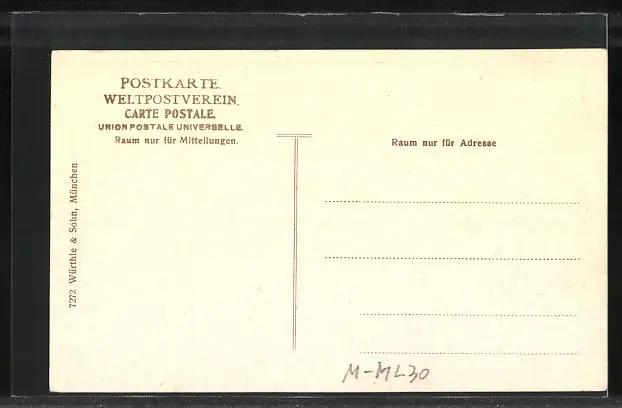 POSTKARTE.
WELTPOSTVEREIN.
CARTE POSTALE.
UNION POSTALE UNIVERSELLE.
Raum nur für Mitteilungen.
Raum nur für Adresse
7272 Würthle & Sohn, München
M-ML30